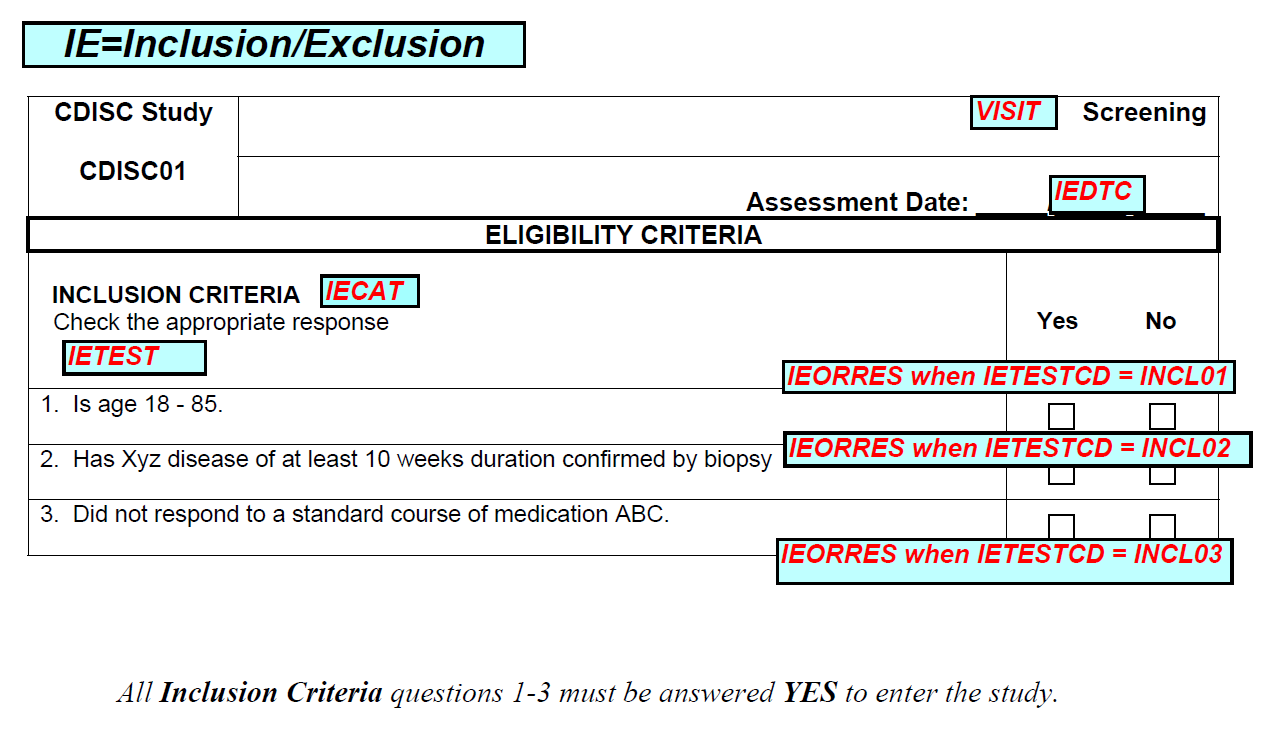 IE=Inclusion/Exclusion
CDISC Study
VISIT Screening
CDISC01
Assessment Date: IEDTC
ELIGIBILITY CRITERIA
INCLUSION CRITERIA IECAT
Check the appropriate response
Yes No
IETEST
IEORRES when IETESTCD = INCL01
1. Is age 18 - 85.
IEORRES when IETESTCD = INCL02
2. Has Xyz disease of at least 10 weeks duration confirmed by biopsy
3. Did not respond to a standard course of medication ABC.
IEORRES when IETESTCD = INCL03
All Inclusion Criteria questions 1-3 must be answered YES to enter the study.